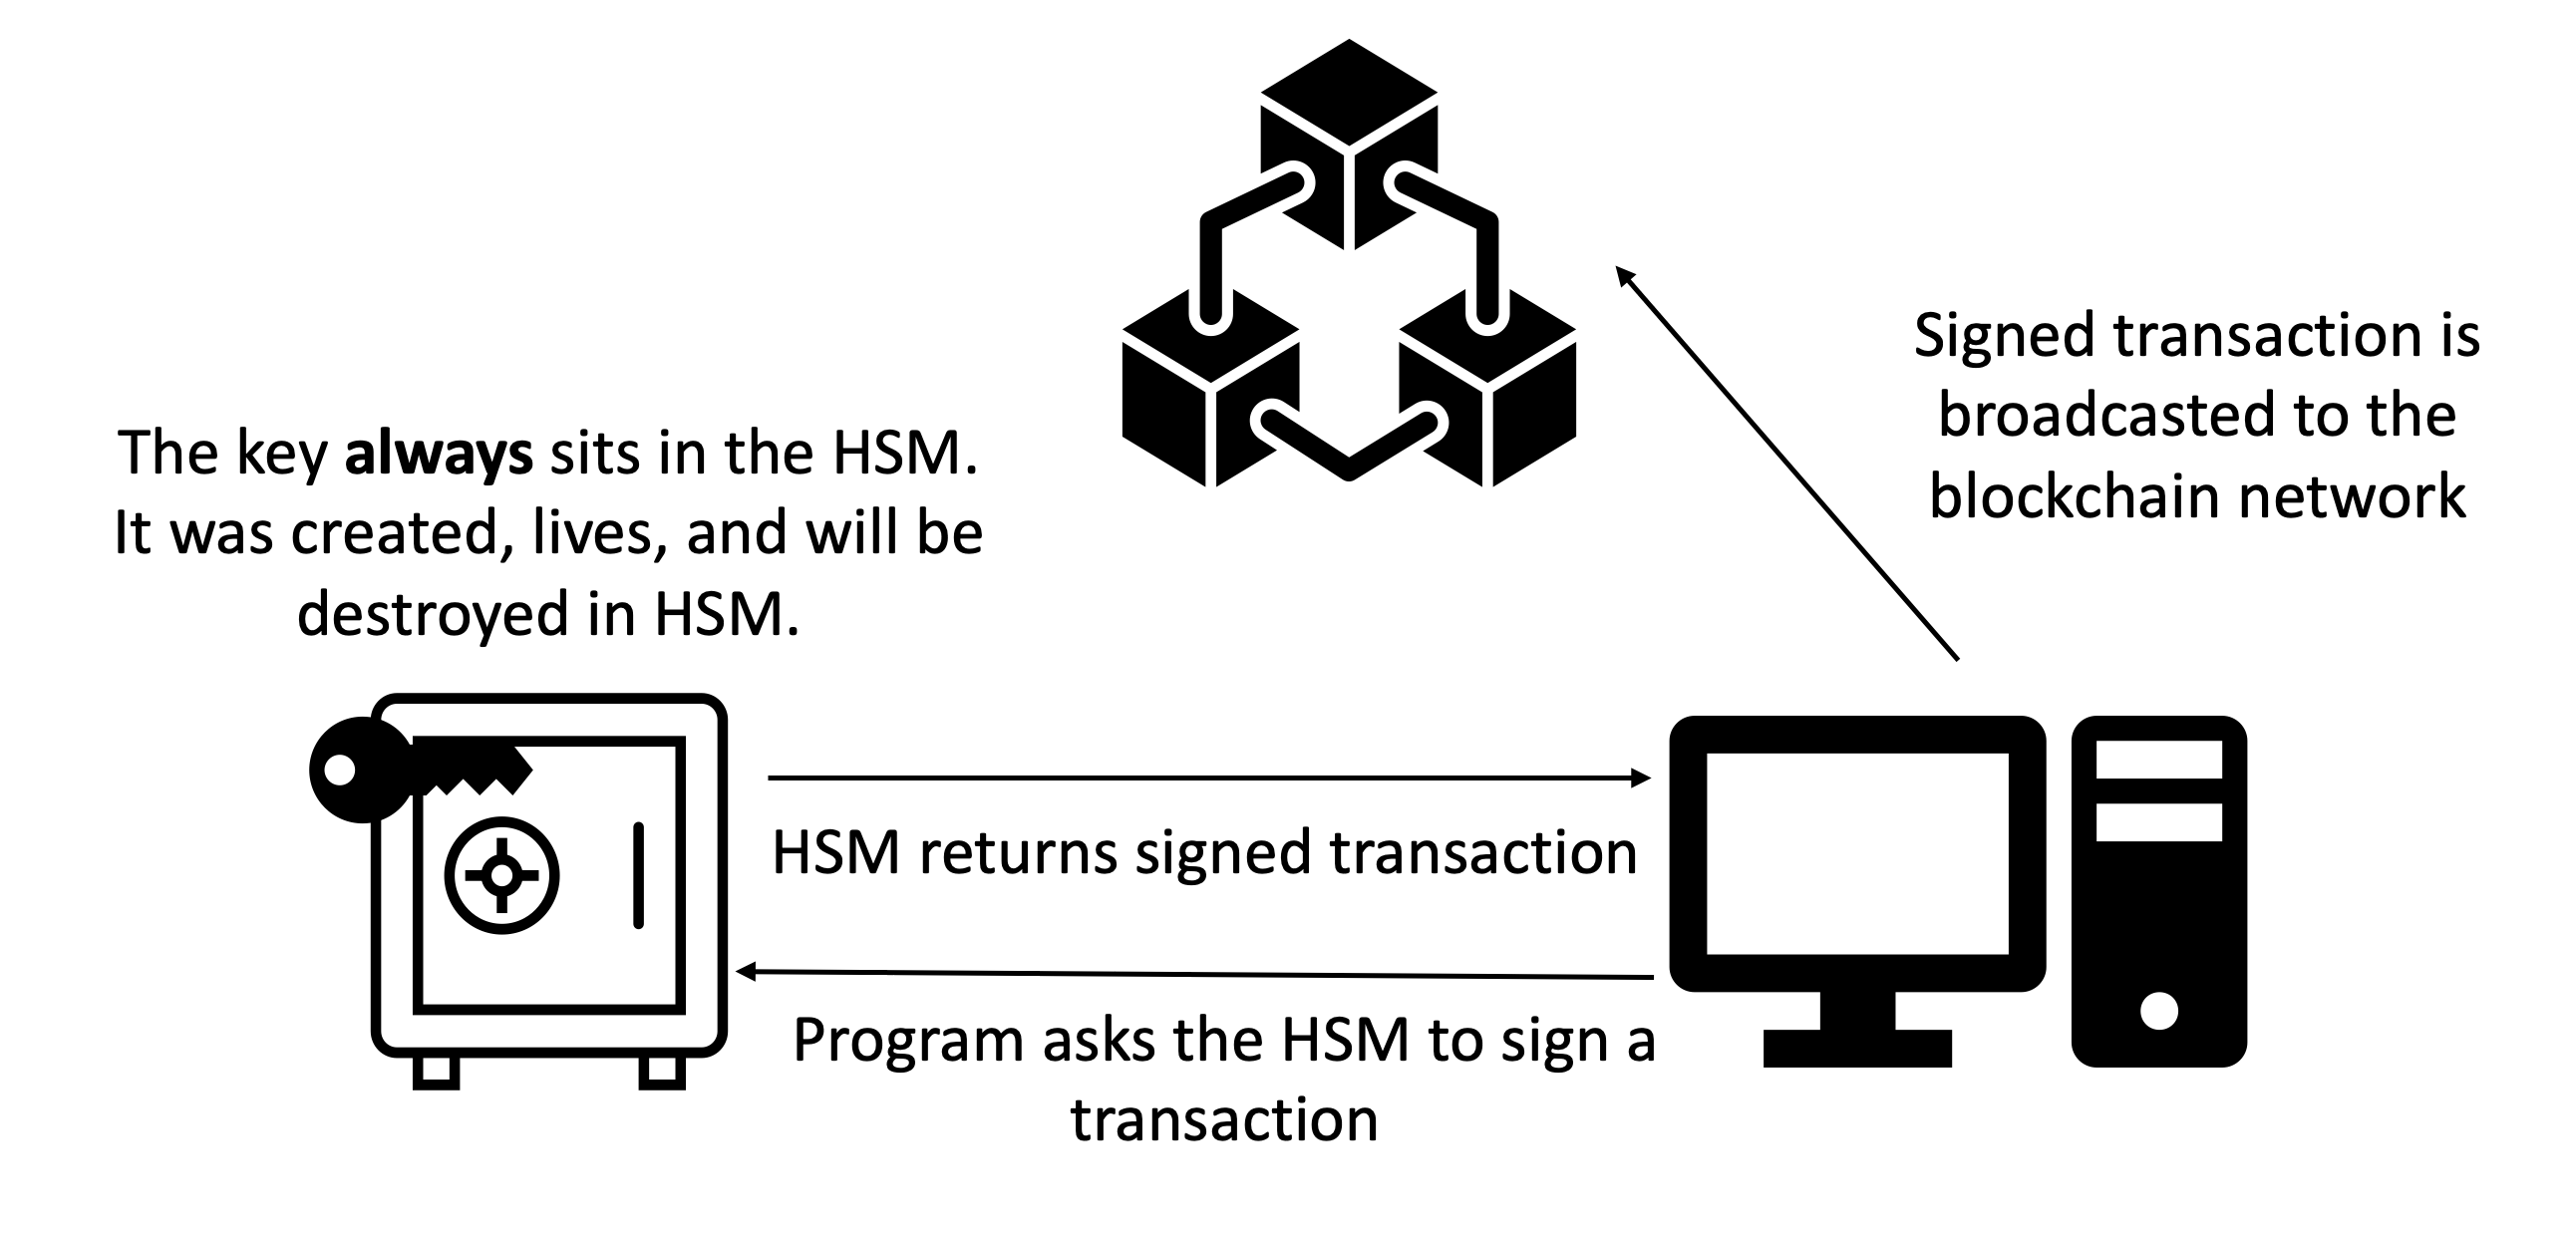 The key always sits in the HSM.
It was created, lives, and will be
destroyed in HSM.
Signed transaction is
broadcasted to the
blockchain network
HSM returns signed transaction
Program asks the HSM to sign a
transaction